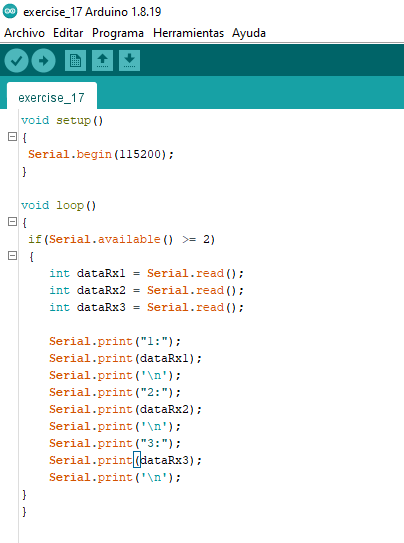 exercise_17 Arduino 1.8.19
Archivo Editar Programa Herramientas Ayuda
exercise_17
void setup()
{
 Serial.begin(115200);
}

void loop()
{
 if(Serial.available() >= 2)
 {
    int dataRx1 = Serial.read();
    int dataRx2 = Serial.read();
    int dataRx3 = Serial.read();

    Serial.print("1:");
    Serial.print(dataRx1);
    Serial.print('\n');
    Serial.print("2:");
    Serial.print(dataRx2);
    Serial.print('\n');
    Serial.print("3:");
    Serial.print(dataRx3);
    Serial.print('\n');
}
}